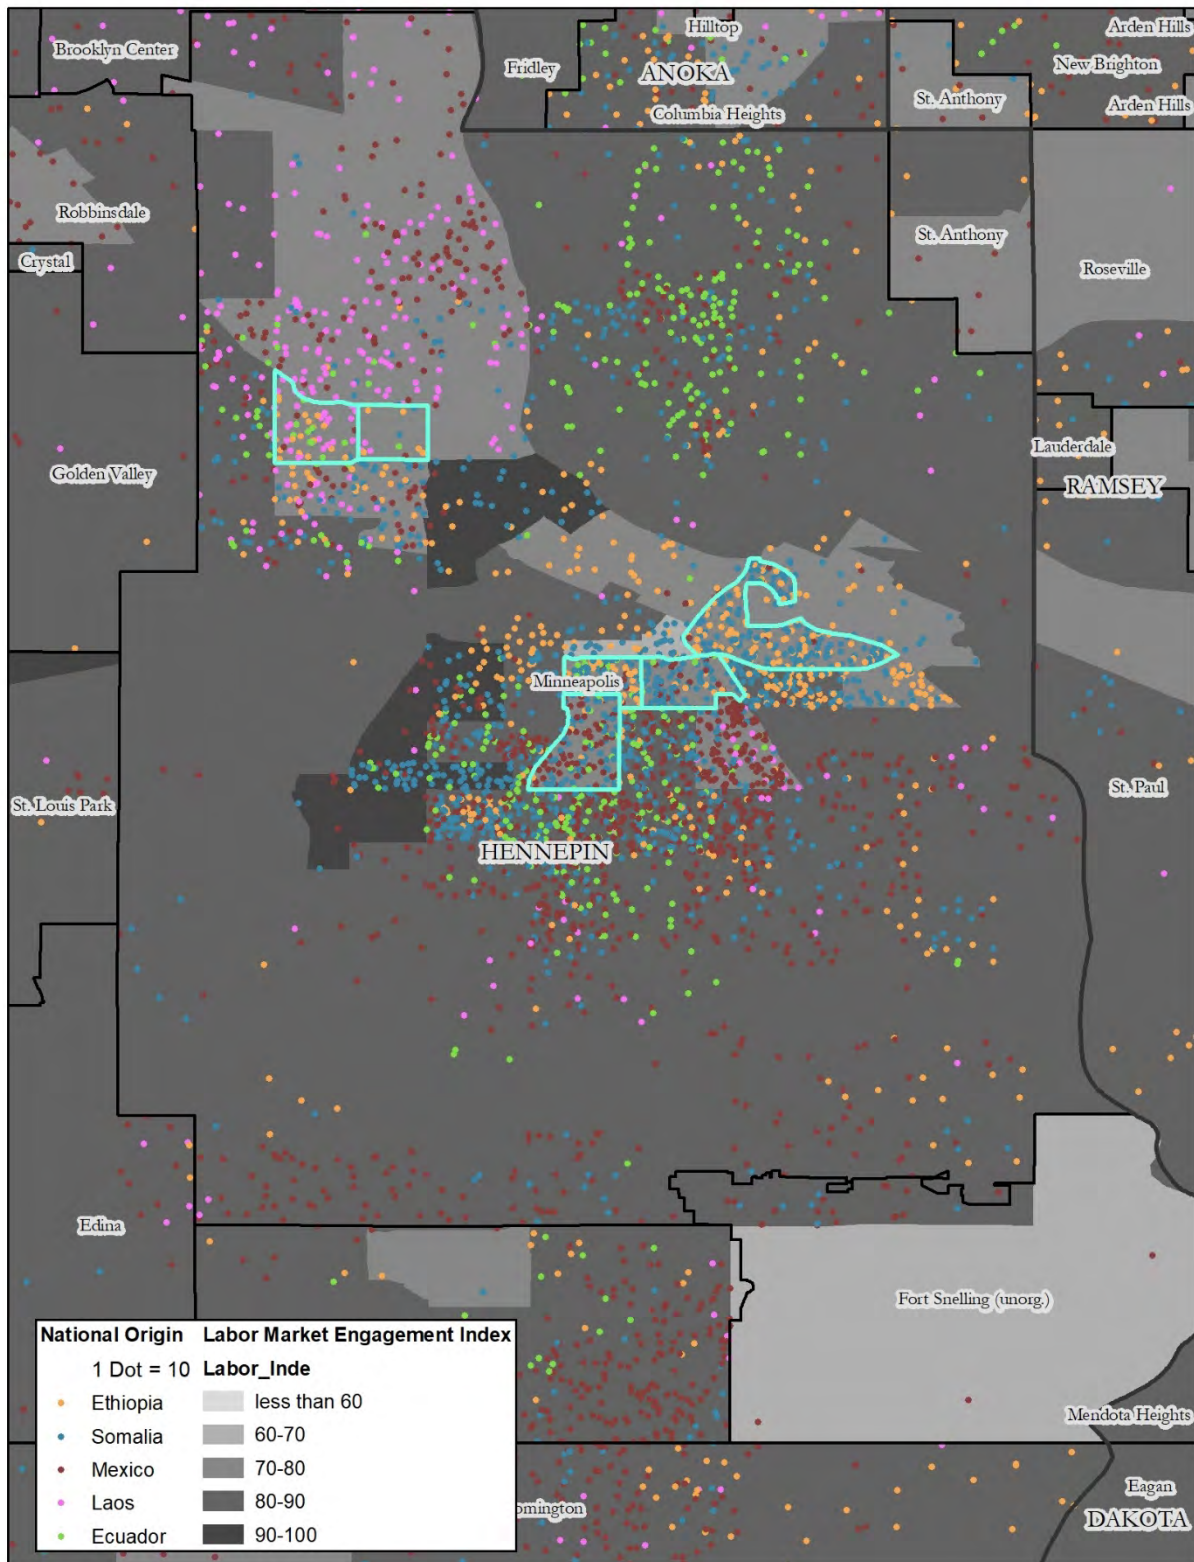 Hilltop
Arden Hills
Brooklyn Center
Fridley
ANOKA
New Brighton
St. Anthony
Arden Hills
Columbia Heights
Robbinsdale
St. Anthony
Crystal
Roseville
Lauderdale
Golden Valley
RAMSEY
Minneapolis
St. Louis Park
St. Paul
HENNEPIN
Edina
Fort Snelling (unorg.)
National Origin Labor Market Engagement Index
1 Dot = 10 Labor_Inde
Ethiopia less than 60
Somalia 60-70
Mexico 70-80
Laos 80-90
Ecuador 90-100
Mendota Heights
Eagan
omington
DAKOTA